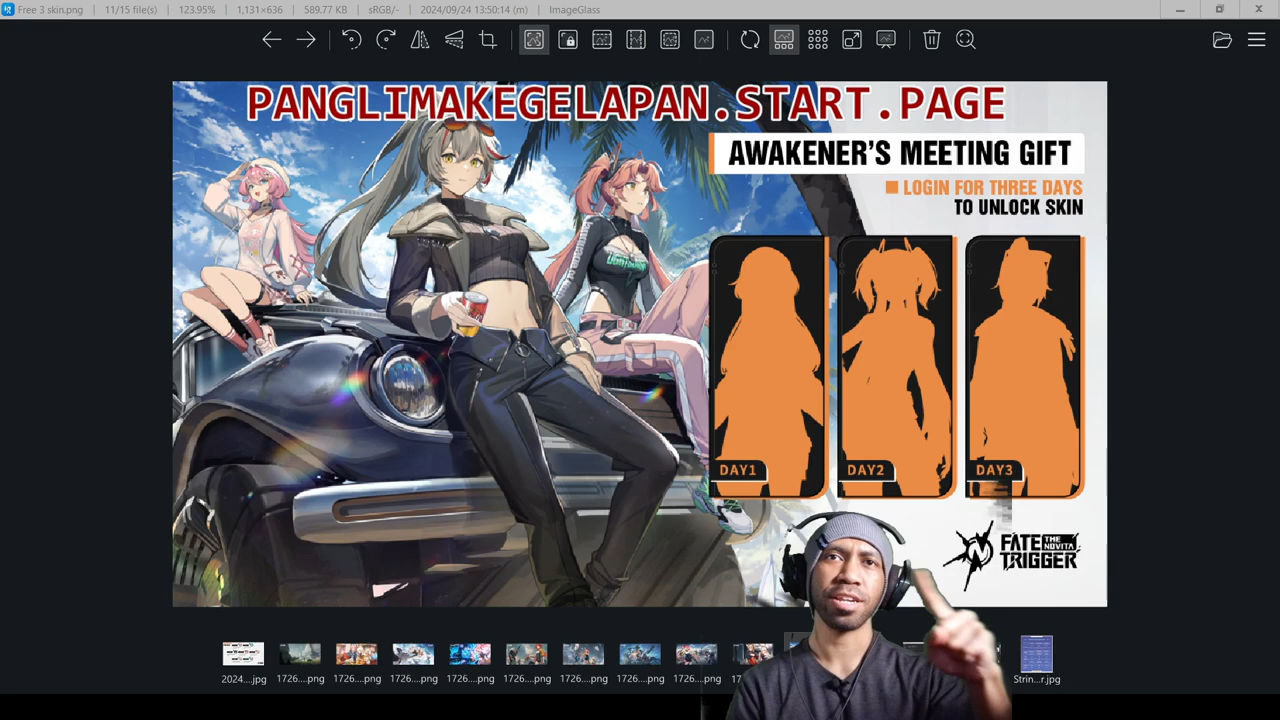 Free 3 skin.png | 11/15 file(s) | 123.95% | 1,131×636 | 589.77 KB | sRGB/- | 2024/09/24 13:50:14 (m) | ImageGlass
PANGLIMAKEGELAPAN.START.PAGE
AWAKENER'S MEETING GIFT
LOGIN FOR THREE DAYS
TO UNLOCK SKIN
DAY1 DAY2 DAY3
FATE THE NOVITA
TRIGGER
2024....jpg 1726....png 1726....png 1726....png 1726....png 1726....png 1726....png 1726....png 1726....png Strin...r.jpg